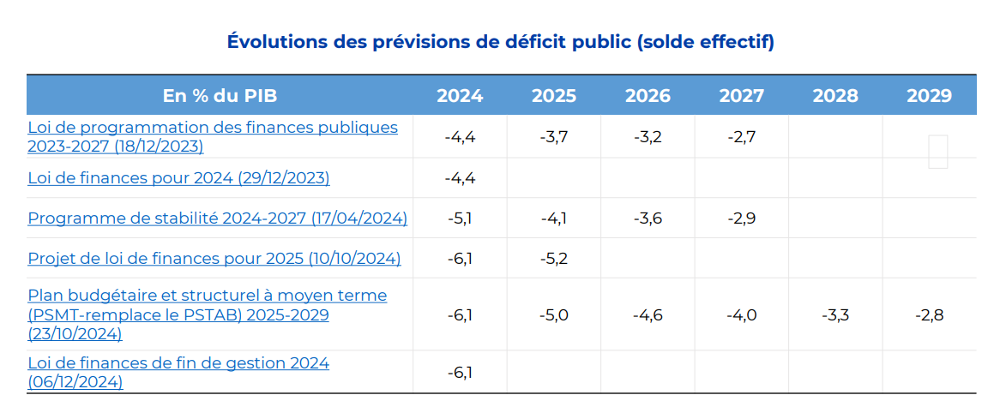 Évolutions des prévisions de déficit public (solde effectif)
En % du PIB 2024 2025 2026 2027 2028 2029
Loi de programmation des finances publiques
2023-2027 (18/12/2023) -4,4 -3,7 -3,2 -2,7
Loi de finances pour 2024 (29/12/2023) -4,4
Programme de stabilité 2024-2027 (17/04/2024) -5,1 -4,1 -3,6 -2,9
Projet de loi de finances pour 2025 (10/10/2024) -6,1 -5,2
Plan budgétaire et structurel à moyen terme
(PSMT-remplace le PSTAB) 2025-2029 -6,1 -5,0 -4,6 -4,0 -3,3 -2,8
(23/10/2024)
Loi de finances de fin de gestion 2024
(06/12/2024) -6,1